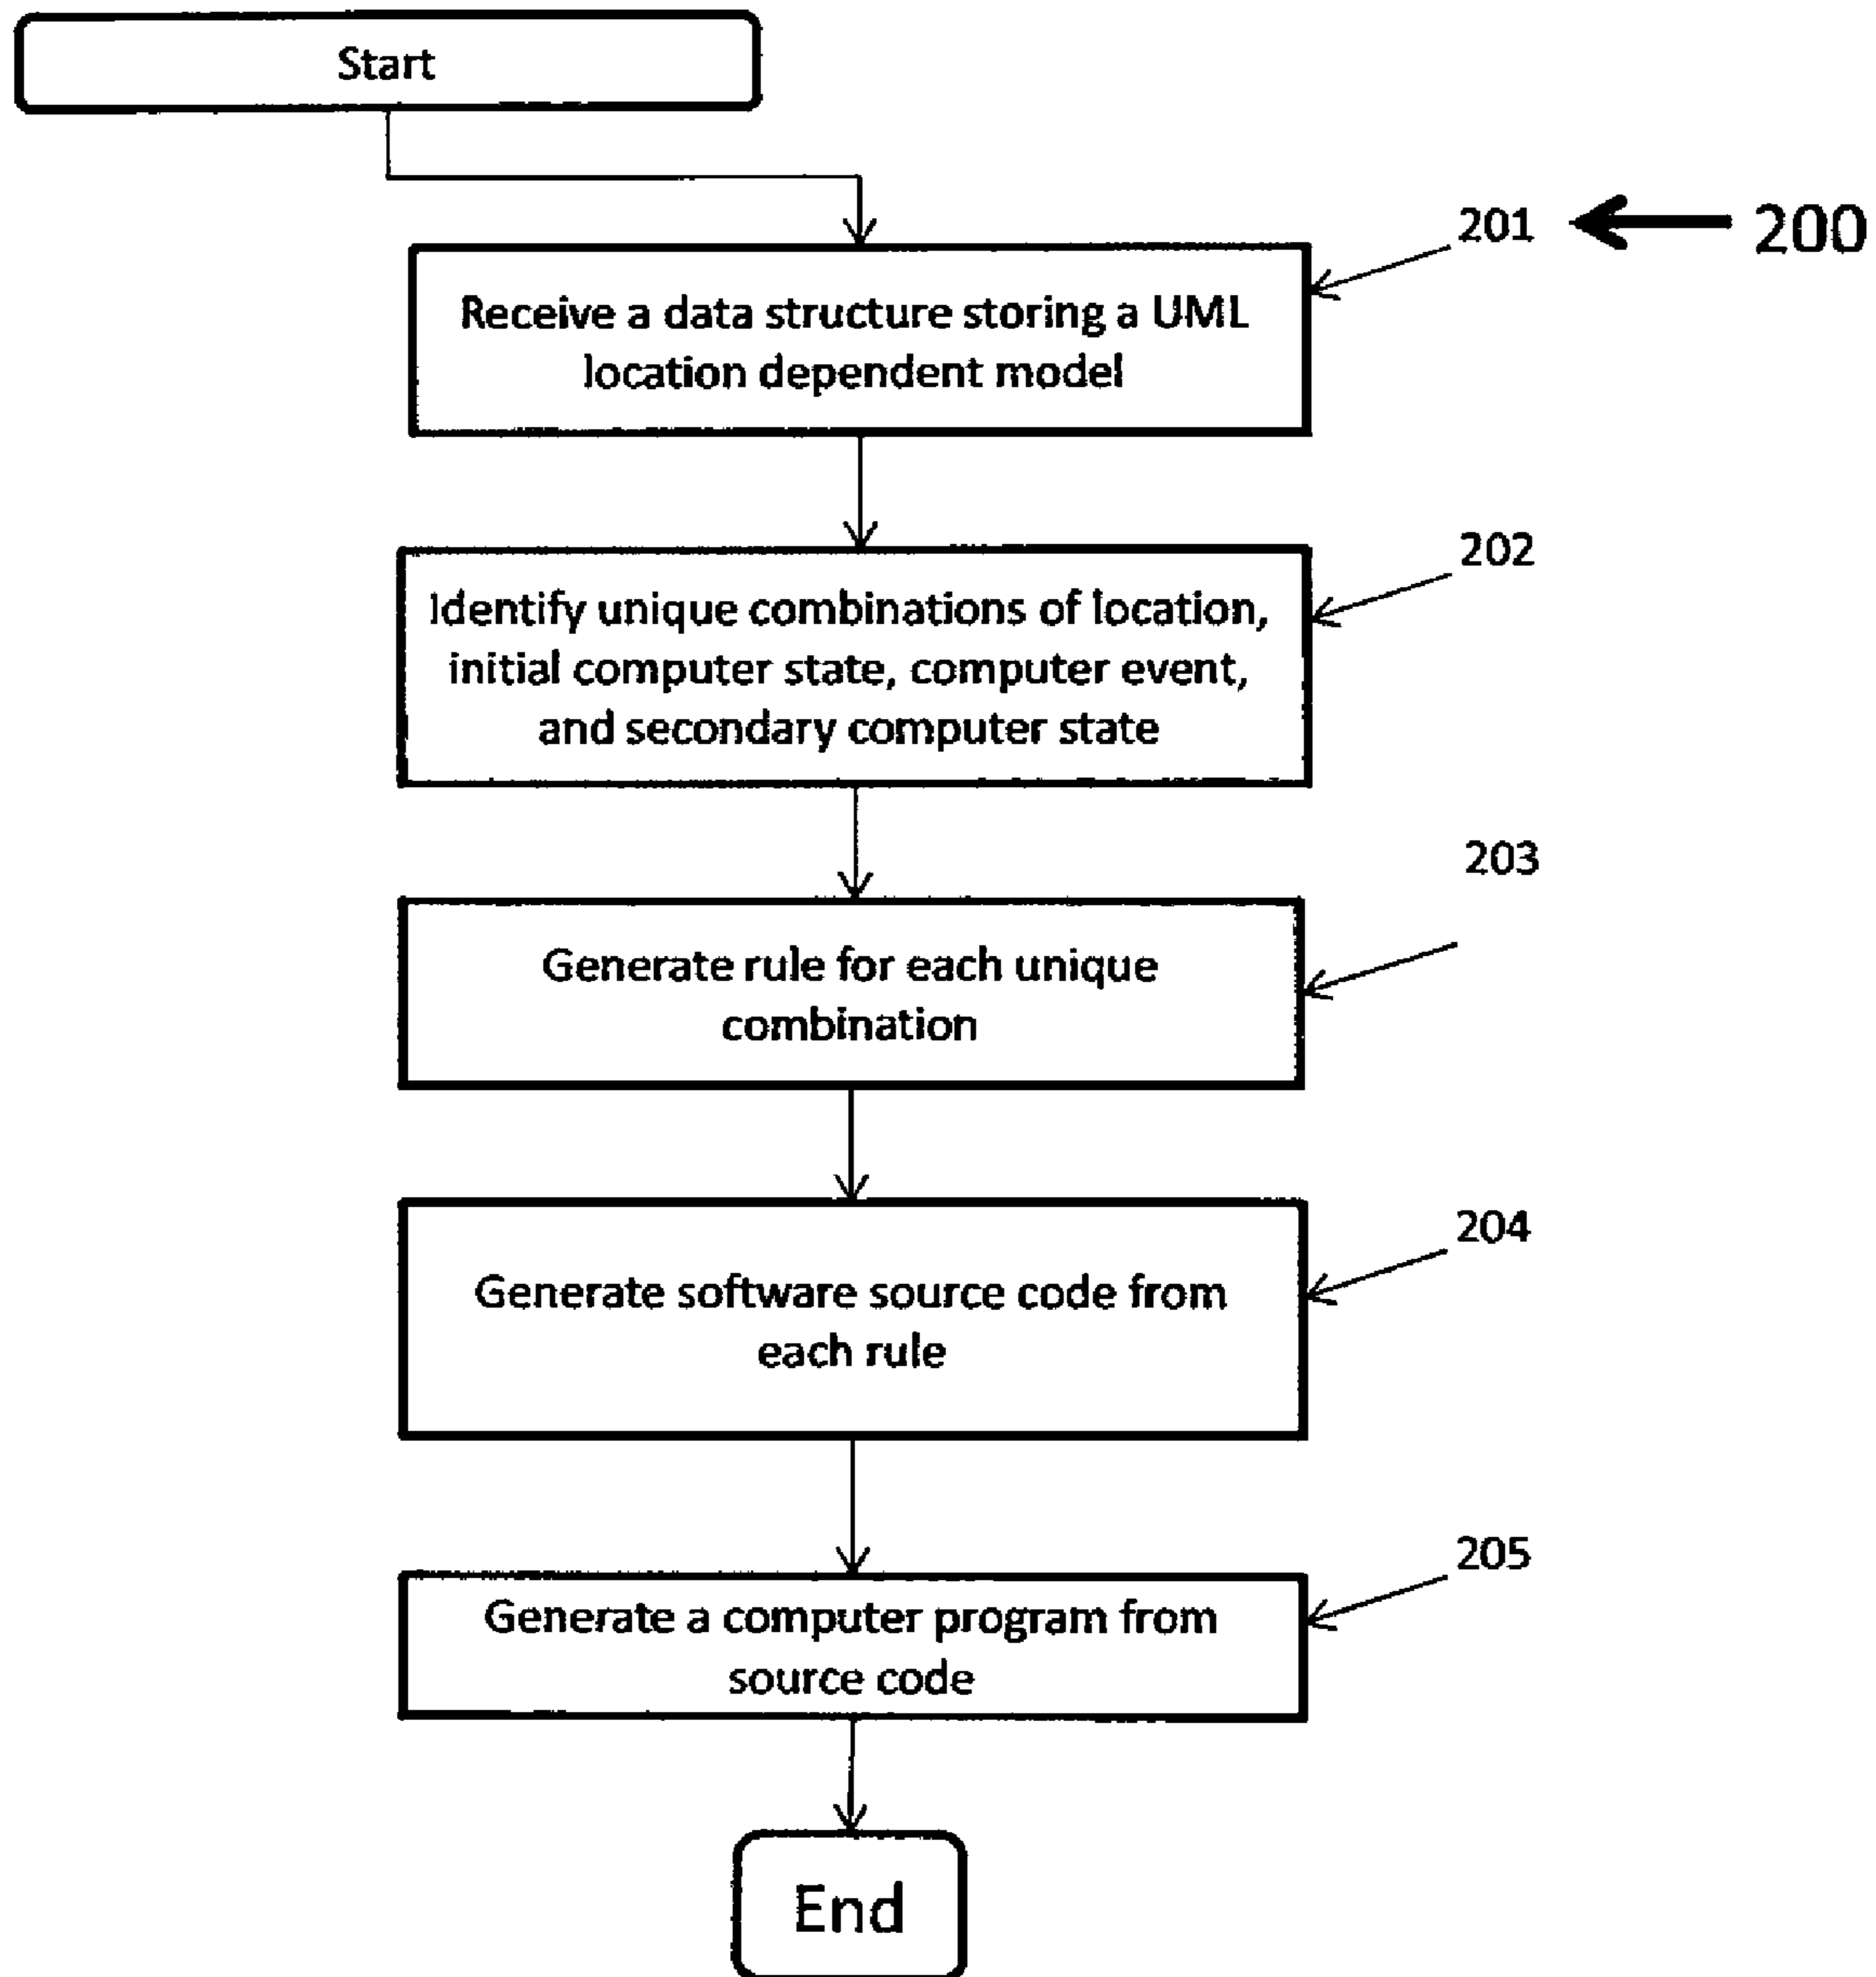 Start
201
200
Receive a data structure storing a UML
location dependent model
202
Identify unique combinations of location,
initial computer state, computer event,
and secondary computer state
203
Generate rule for each unique
combination
204
Generate software source code from
each rule
205
Generate a computer program from
source code
End